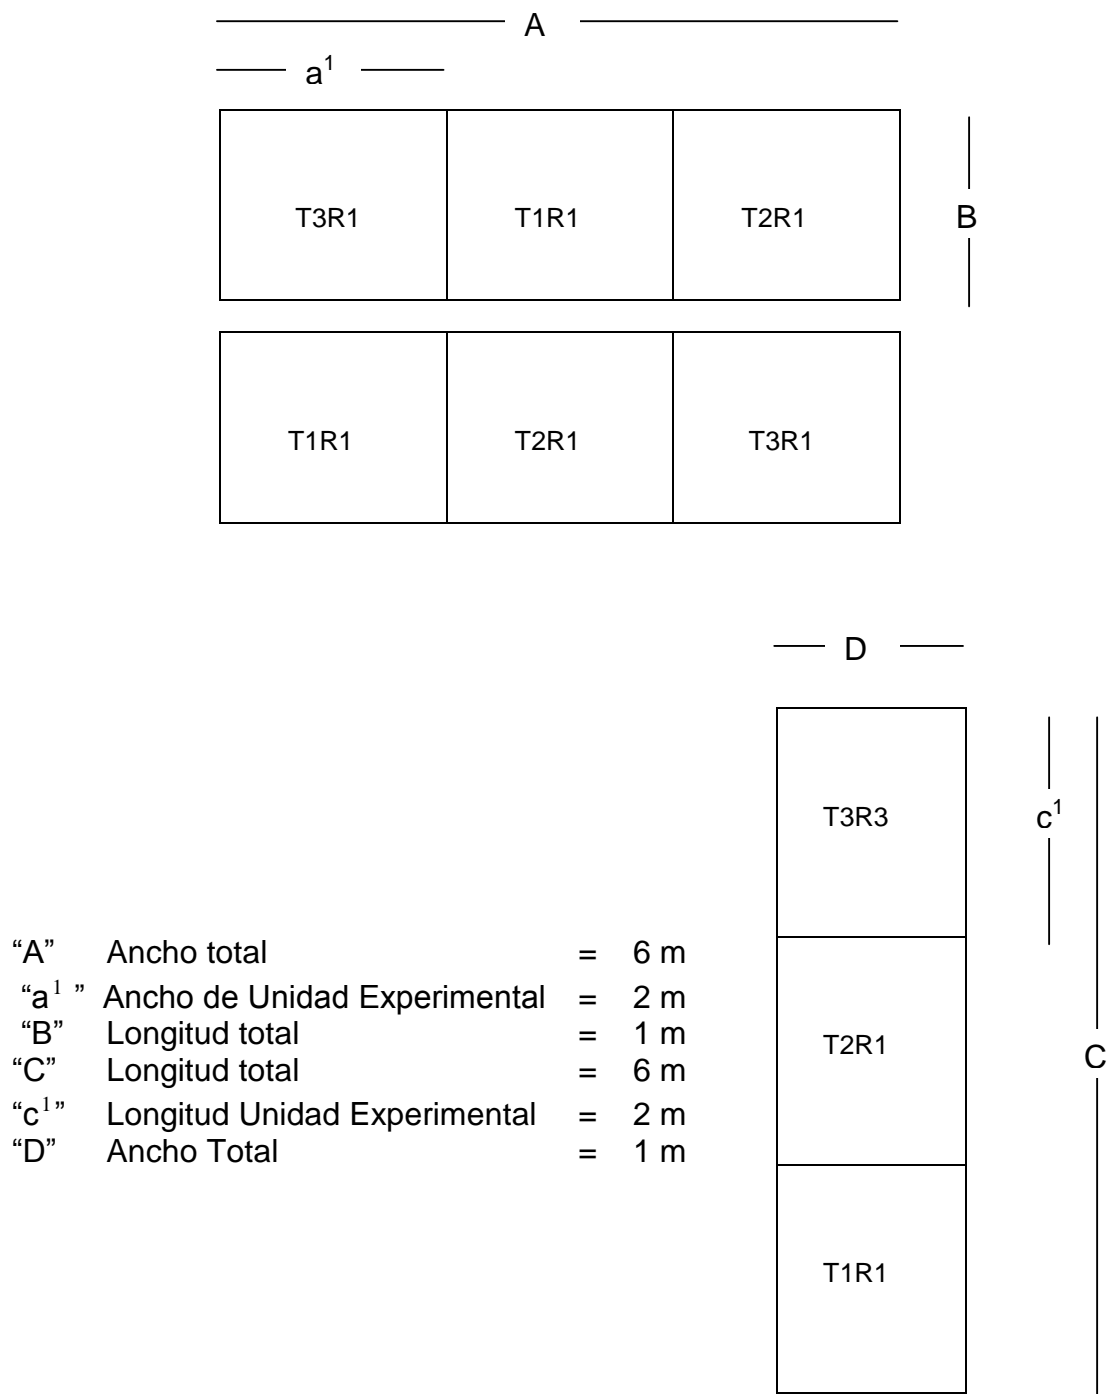 A
a¹
T3R1 T1R1 T2R1
B
T1R1 T2R1 T3R1
D
T3R3
c¹
“A” Ancho total = 6 m
“a¹ ” Ancho de Unidad Experimental = 2 m
“B” Longitud total = 1 m
“C” Longitud total = 6 m
“c¹” Longitud Unidad Experimental = 2 m
“D” Ancho Total = 1 m
T2R1
C
T1R1